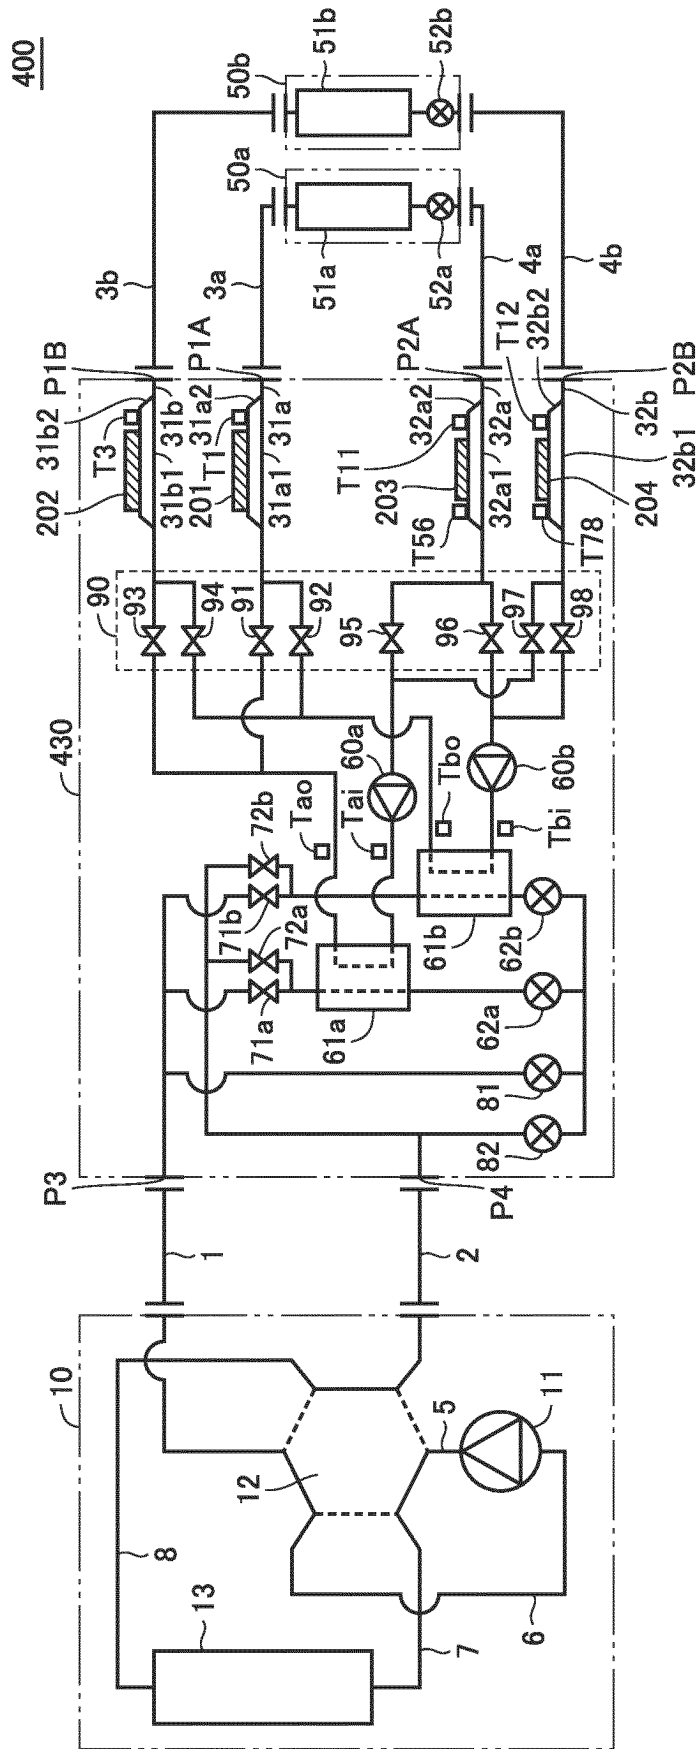 400
50b
51b
52b
50a
51a
52a
3b
3a
4a
4b
P1B
P1A
P2A
P2B
31b2
T3
202
31b
31b1
31a2
T1
201
31a
31a1
T11
32a2
203
T56
32a
32a1
T12
32b2
32b
32b1
204
T78
90
93
94
91
92
95
96
97
98
430
60a
60b
Tao
Tai
Tbo
Tbi
72b
71b
72a
71a
61a
61b
62b
62a
81
82
P3
P4
1
2
10
5
11
12
8
13
7
6